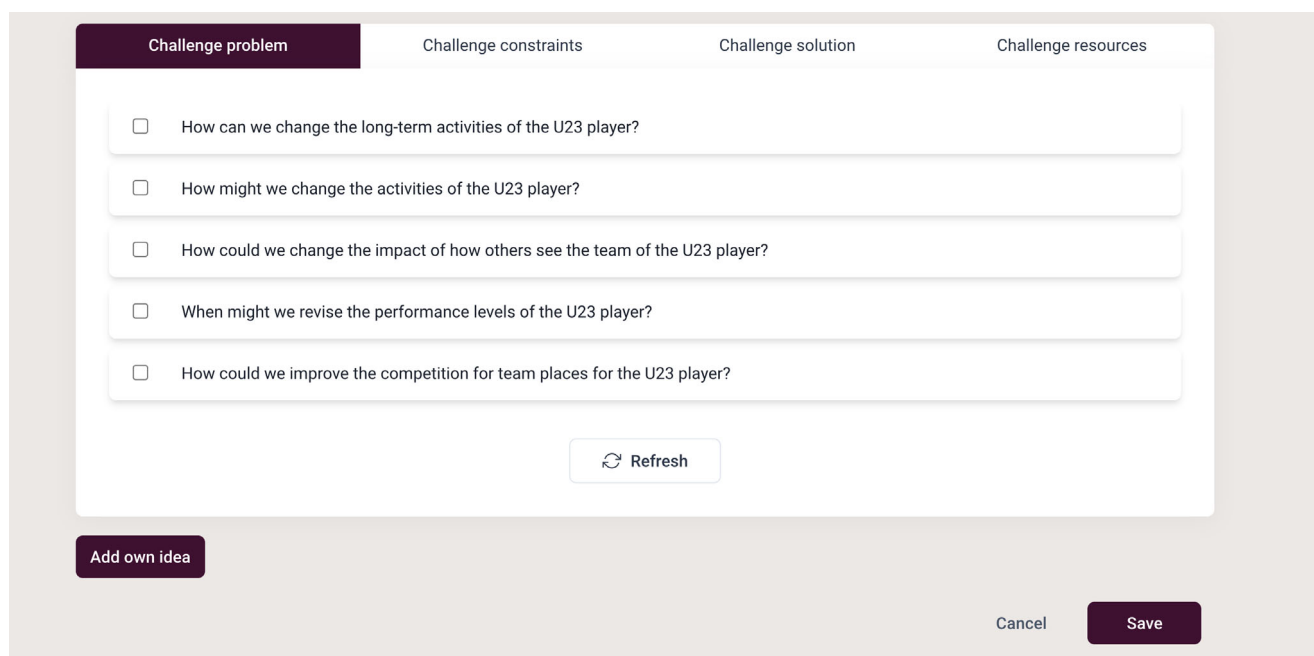 Challenge problem
Challenge constraints
Challenge solution
Challenge resources
How can we change the long-term activities of the U23 player?
How might we change the activities of the U23 player?
How could we change the impact of how others see the team of the U23 player?
When might we revise the performance levels of the U23 player?
How could we improve the competition for team places for the U23 player?
Refresh
Add own idea
Cancel
Save